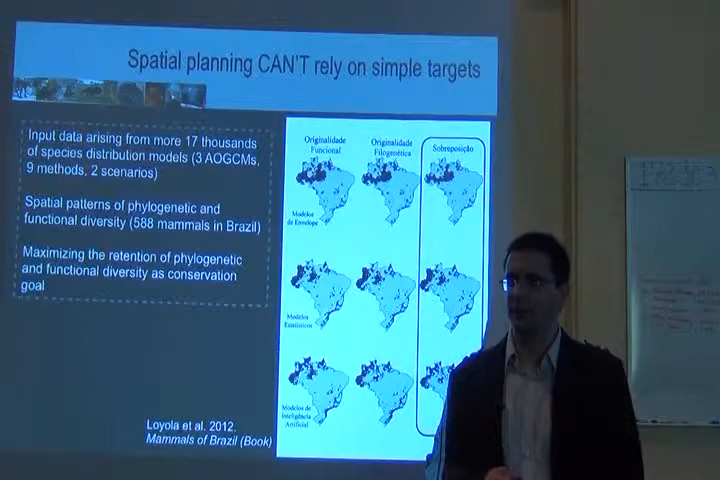 Spatial planning CAN'T rely on simple targets
Input data arising from more 17 thousands
of species distribution models (3 AOGCMs,
9 methods, 2 scenarios)
Spatial patterns of phylogenetic and
functional diversity (588 mammals in Brazil)
Maximizing the retention of phylogenetic
and functional diversity as conservation
goal
Loyola et al. 2012.
Mammals of Brazil (Book)
Originalidade
Funcional
Originalidade
Filogenética
Sobreposição
Modelos
de Envelope
Modelos
Estatísticos
Modelos de
Inteligência
Artificial